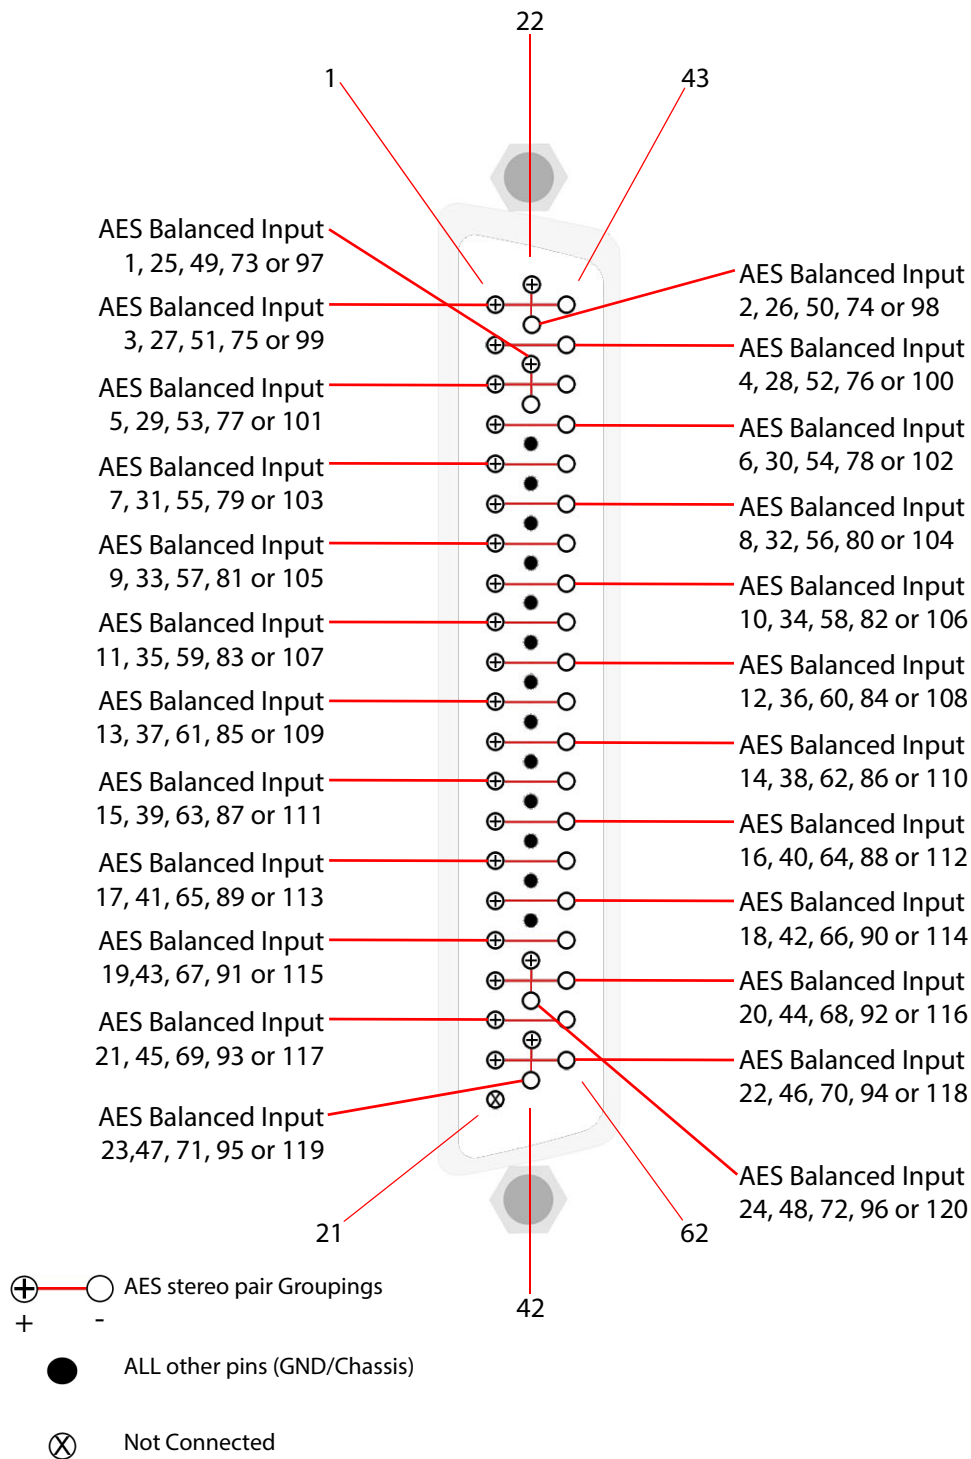 22
1
43
AES Balanced Input
1, 25, 49, 73 or 97
AES Balanced Input
2, 26, 50, 74 or 98
AES Balanced Input
3, 27, 51, 75 or 99
AES Balanced Input
4, 28, 52, 76 or 100
AES Balanced Input
5, 29, 53, 77 or 101
AES Balanced Input
6, 30, 54, 78 or 102
AES Balanced Input
7, 31, 55, 79 or 103
AES Balanced Input
8, 32, 56, 80 or 104
AES Balanced Input
9, 33, 57, 81 or 105
AES Balanced Input
10, 34, 58, 82 or 106
AES Balanced Input
11, 35, 59, 83 or 107
AES Balanced Input
12, 36, 60, 84 or 108
AES Balanced Input
13, 37, 61, 85 or 109
AES Balanced Input
14, 38, 62, 86 or 110
AES Balanced Input
15, 39, 63, 87 or 111
AES Balanced Input
16, 40, 64, 88 or 112
AES Balanced Input
17, 41, 65, 89 or 113
AES Balanced Input
18, 42, 66, 90 or 114
AES Balanced Input
19,43, 67, 91 or 115
AES Balanced Input
20, 44, 68, 92 or 116
AES Balanced Input
21, 45, 69, 93 or 117
AES Balanced Input
22, 46, 70, 94 or 118
AES Balanced Input
23,47, 71, 95 or 119
AES Balanced Input
24, 48, 72, 96 or 120
21
62
42
AES stereo pair Groupings
+ -
ALL other pins (GND/Chassis)
Not Connected